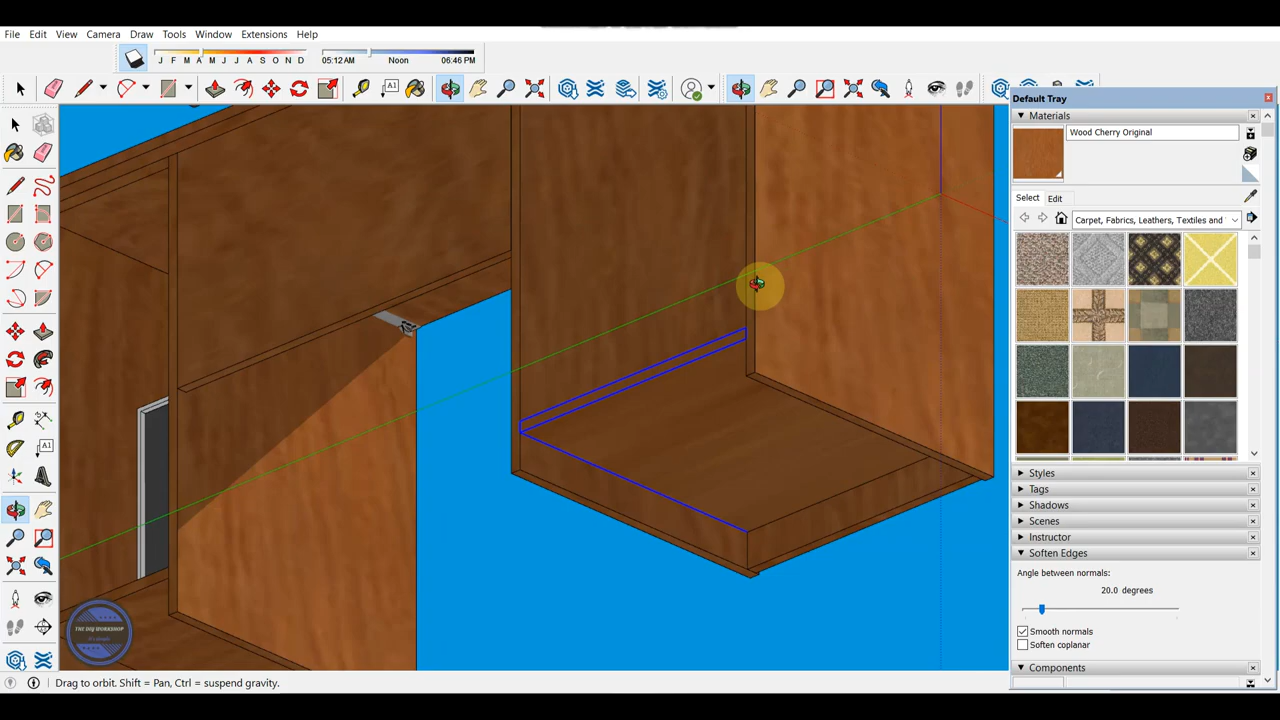 File Edit View Camera Draw Tools Window Extensions Help
J F M A M J J A S O N D 05:12 AM Noon 06:46 PM
A1
Default Tray
Materials
Wood Cherry Original
Select Edit
Carpet, Fabrics, Leathers, Textiles and
A1
Styles
Tags
Shadows
Scenes
Instructor
Soften Edges
Angle between normals:
20.0 degrees
Smooth normals
Soften coplanar
Components
THE DIY WORKSHOP
Drag to orbit. Shift = Pan, Ctrl = suspend gravity.